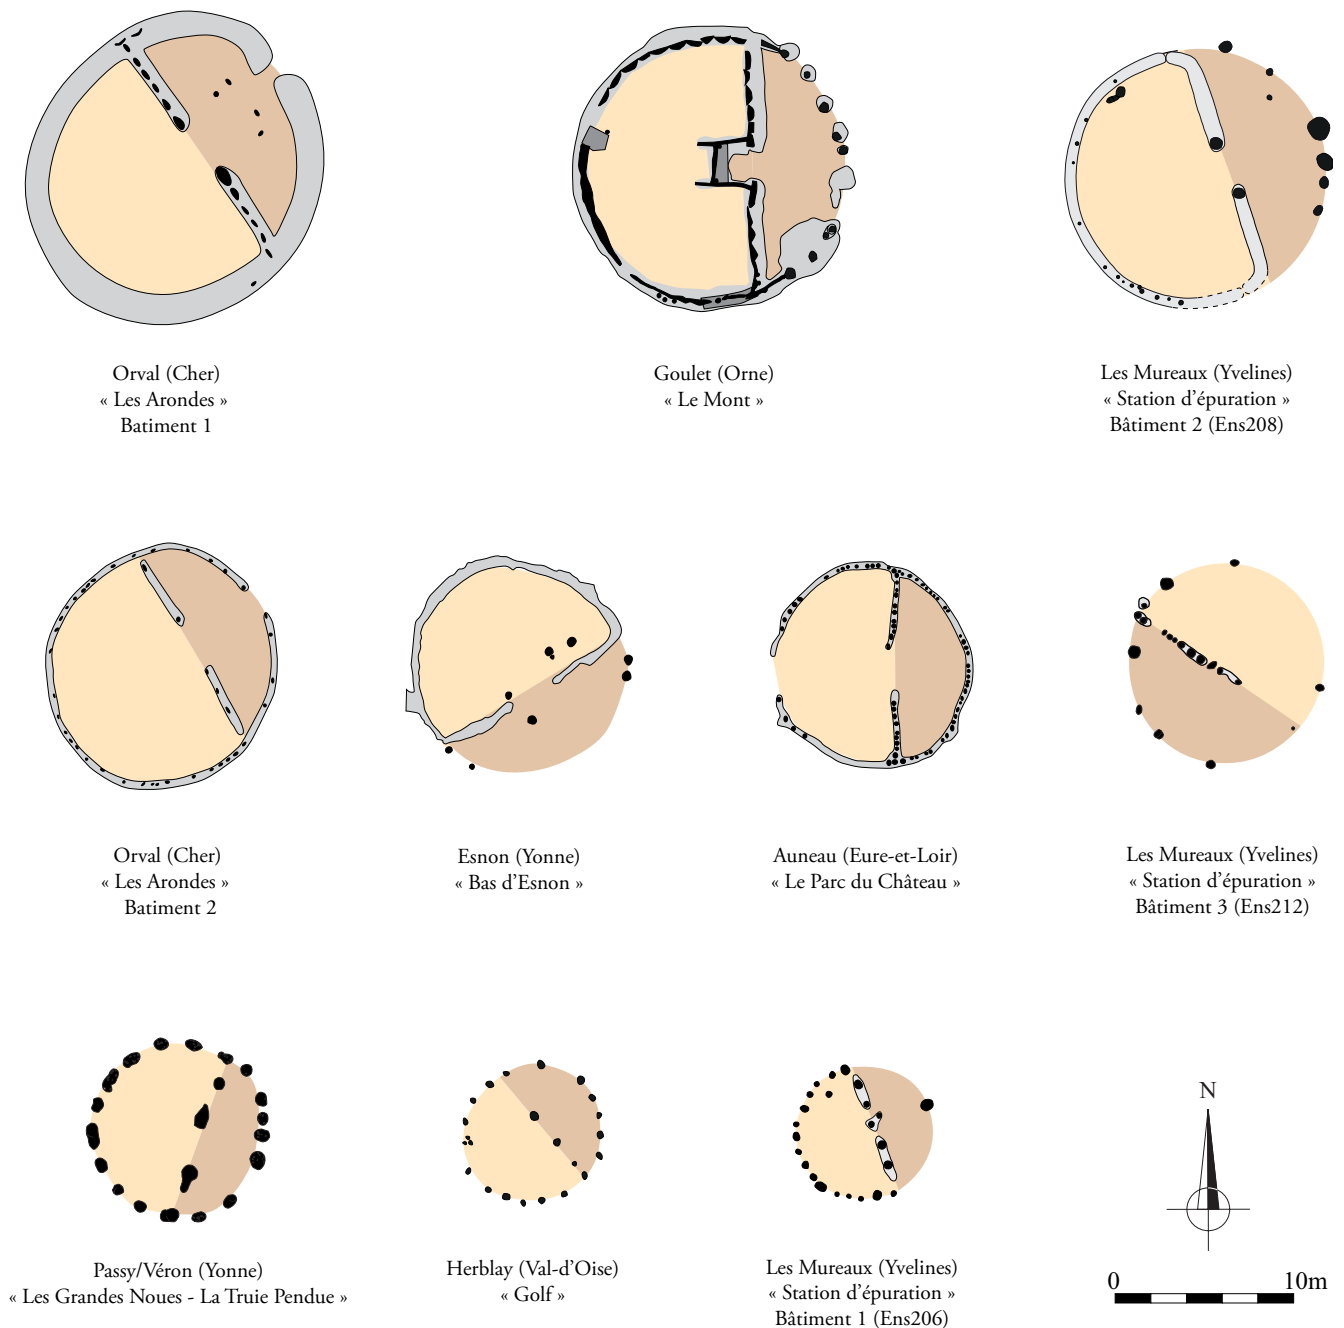 Orval (Cher)
« Les Arondes »
Batiment 1
Goulet (Orne)
« Le Mont »
Les Mureaux (Yvelines)
« Station d’épuration »
Bâtiment 2 (Ens208)
Orval (Cher)
« Les Arondes »
Batiment 2
Esnon (Yonne)
« Bas d’Esnon »
Auneau (Eure-et-Loir)
« Le Parc du Château »
Les Mureaux (Yvelines)
« Station d’épuration »
Bâtiment 3 (Ens212)
Passy/Véron (Yonne)
« Les Grandes Noues - La Truie Pendue »
Herblay (Val-d’Oise)
« Golf »
Les Mureaux (Yvelines)
« Station d’épuration »
Bâtiment 1 (Ens206)
N
0 10m